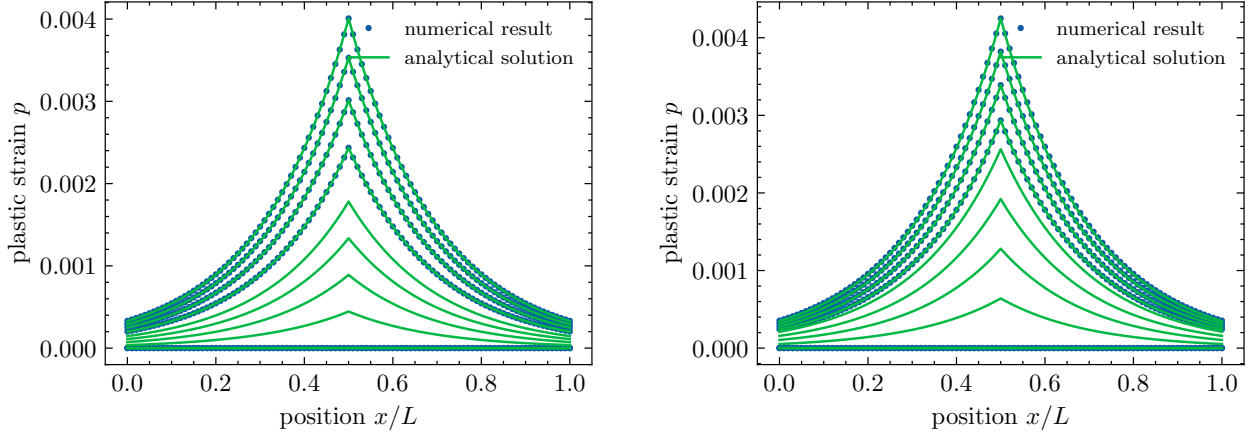 0.004
0.003
0.002
0.001
0.000
plastic strain p
numerical result
analytical solution
0.0 0.2 0.4 0.6 0.8 1.0
position x/L
0.004
0.003
0.002
0.001
0.000
plastic strain p
numerical result
analytical solution
0.0 0.2 0.4 0.6 0.8 1.0
position x/L